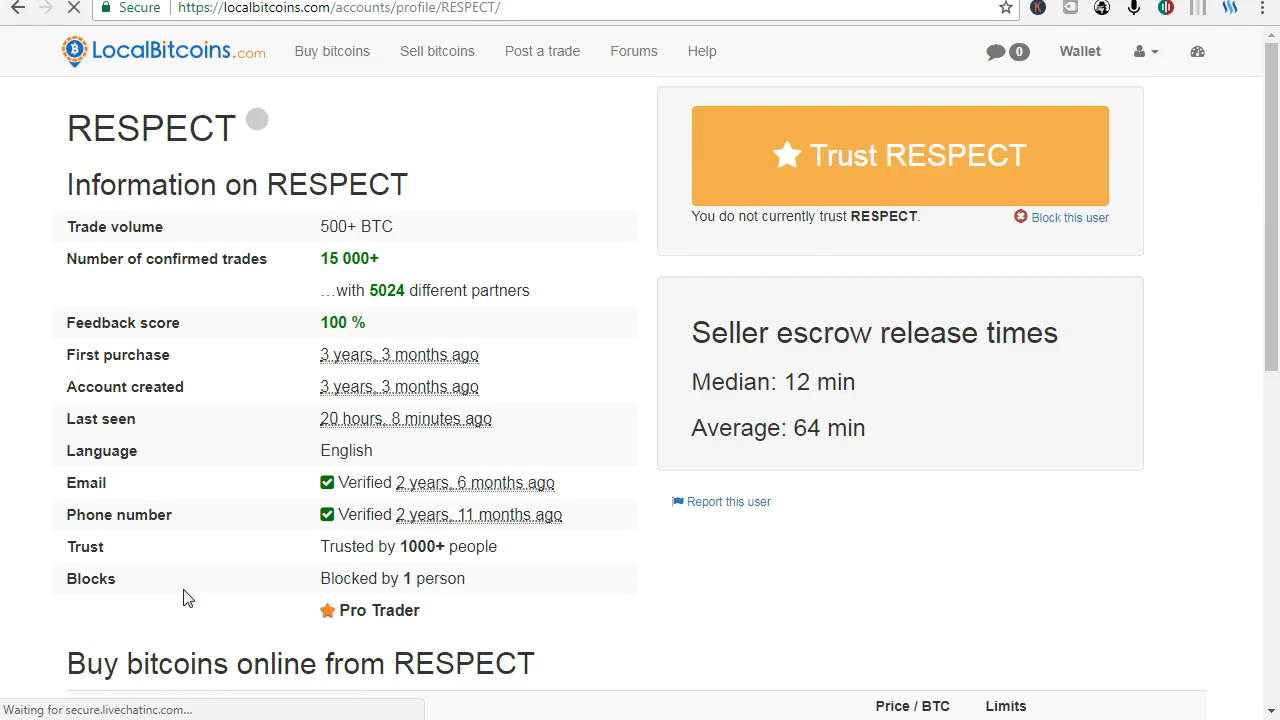 Secure https://localbitcoins.com/accounts/profile/RESPECT/
LocalBitcoins.com Buy bitcoins Sell bitcoins Post a trade Forums Help 0 Wallet
RESPECT
Information on RESPECT
Trade volume 500+ BTC
Number of confirmed trades 15 000+
...with 5024 different partners
Feedback score 100 %
First purchase 3 years, 3 months ago
Account created 3 years, 3 months ago
Last seen 20 hours, 8 minutes ago
Language English
Email Verified 2 years, 6 months ago
Phone number Verified 2 years, 11 months ago
Trust Trusted by 1000+ people
Blocks Blocked by 1 person
Pro Trader
Trust RESPECT
You do not currently trust RESPECT. Block this user
Seller escrow release times
Median: 12 min
Average: 64 min
Report this user
Buy bitcoins online from RESPECT
Price / BTC Limits
Waiting for secure.livechatinc.com...